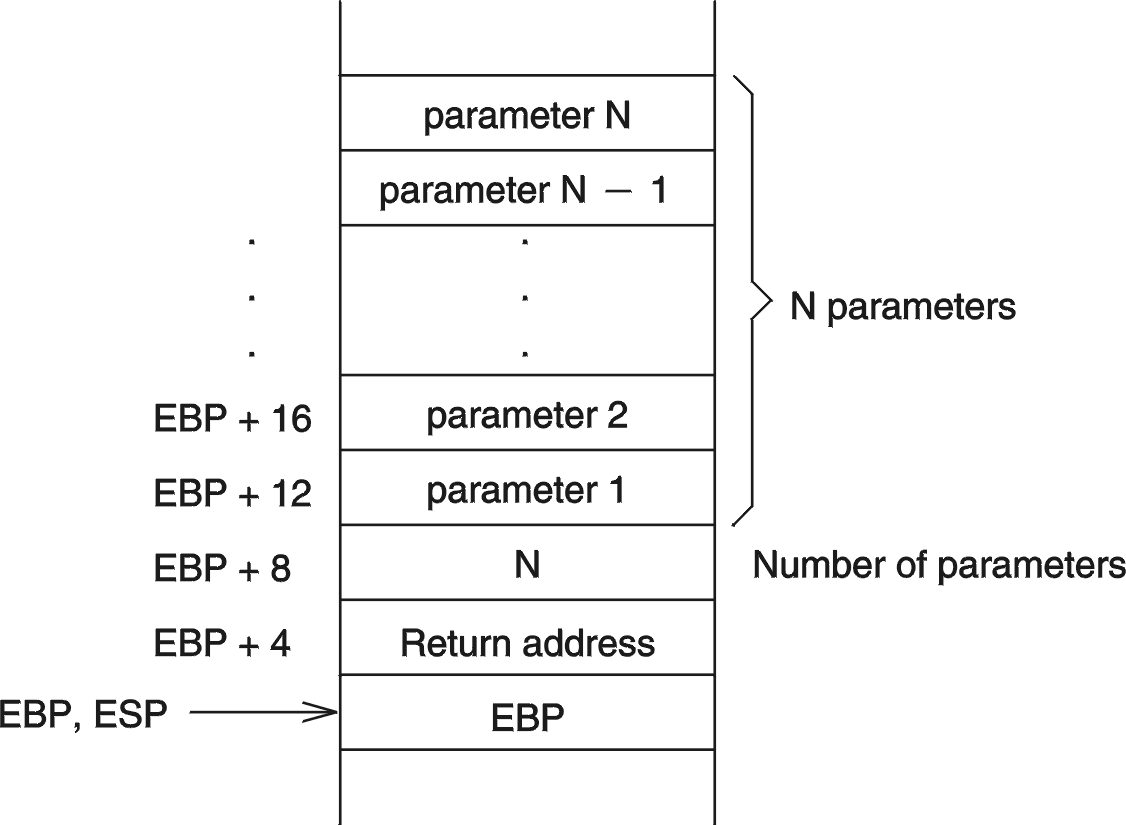 parameter N
parameter N − 1
.
.
.
.
.
.
N parameters
EBP + 16
parameter 2
EBP + 12
parameter 1
EBP + 8
N
Number of parameters
EBP + 4
Return address
EBP, ESP
EBP